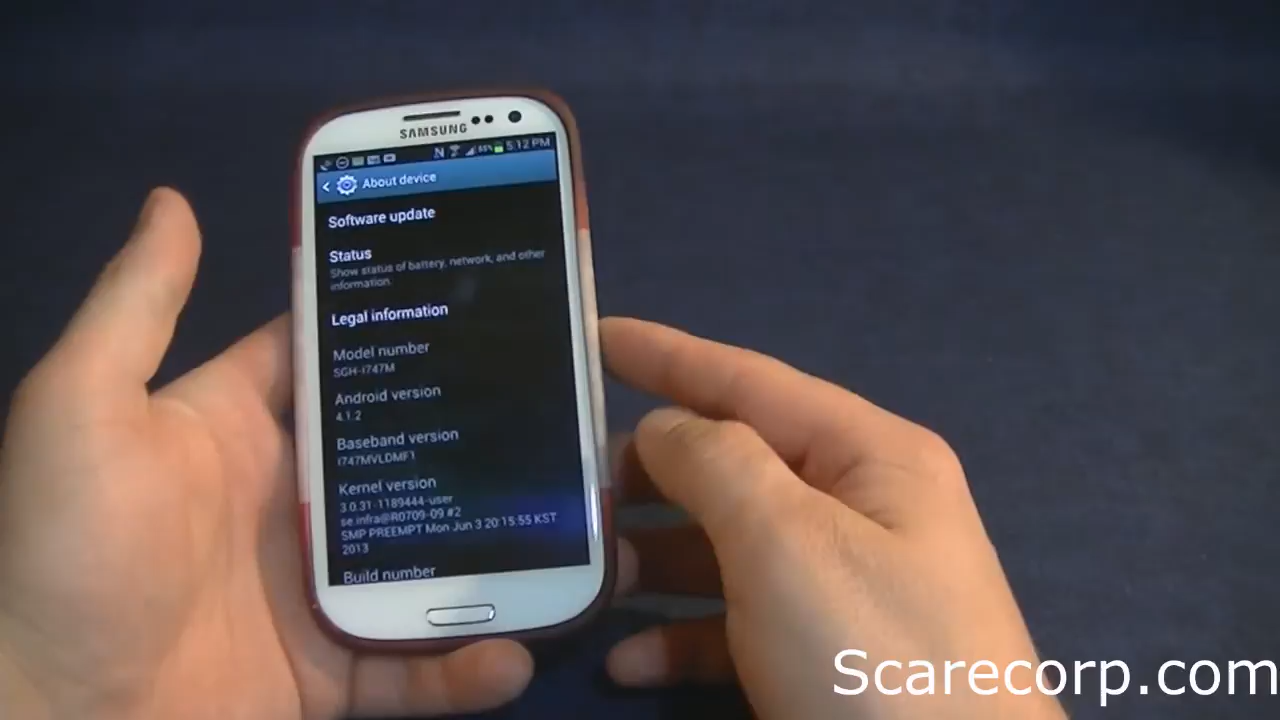 SAMSUNG
N 85% 5:12 PM
< About device
Software update
Status
Show status of battery, network, and other
information.
Legal information
Model number
SGH-I747M
Android version
4.1.2
Baseband version
I747MVLDMF1
Kernel version
3.0.31-1189444-user
se.infra@R0709-09 #2
SMP PREEMPT Mon Jun 3 20:15:55 KST
2013
Build number
Scarecorp.com